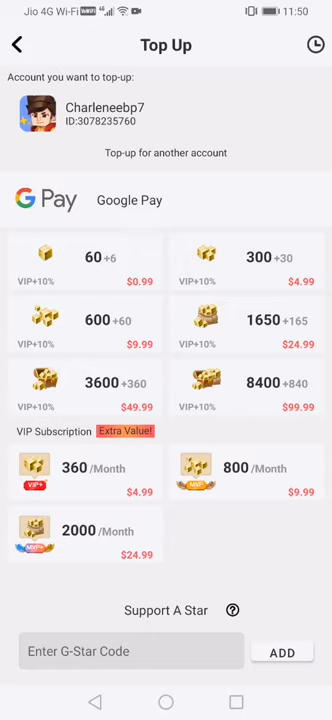 Jio 4G Wi-Fi VoWiFi 11:50
Top Up
Account you want to top-up:
Charleneebp7
ID:3078235760
Top-up for another account
G Pay Google Pay
60+6
VIP+10% $0.99
300+30
VIP+10% $4.99
600+60
VIP+10% $9.99
1650+165
VIP+10% $24.99
3600+360
VIP+10% $49.99
8400+840
VIP+10% $99.99
VIP Subscription Extra Value!
360/Month
VIP+ $4.99
800/Month
MVP $9.99
2000/Month
MVP+ $24.99
Support A Star ?
Enter G-Star Code ADD